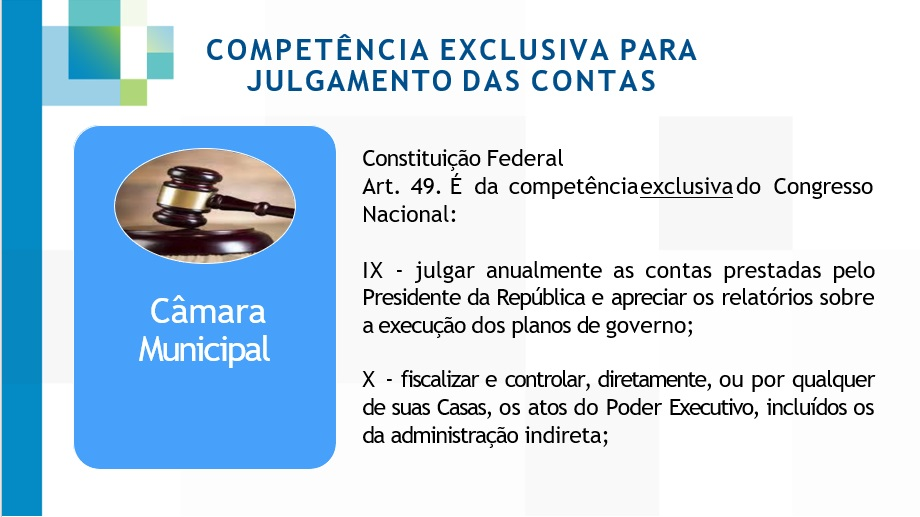 COMPETÊNCIA EXCLUSIVA PARA
JULGAMENTO DAS CONTAS
Câmara
Municipal
Constituição Federal
Art. 49. É da competência exclusiva do Congresso
Nacional:
IX - julgar anualmente as contas prestadas pelo
Presidente da República e apreciar os relatórios sobre
a execução dos planos de governo;
X - fiscalizar e controlar, diretamente, ou por qualquer
de suas Casas, os atos do Poder Executivo, incluídos os
da administração indireta;